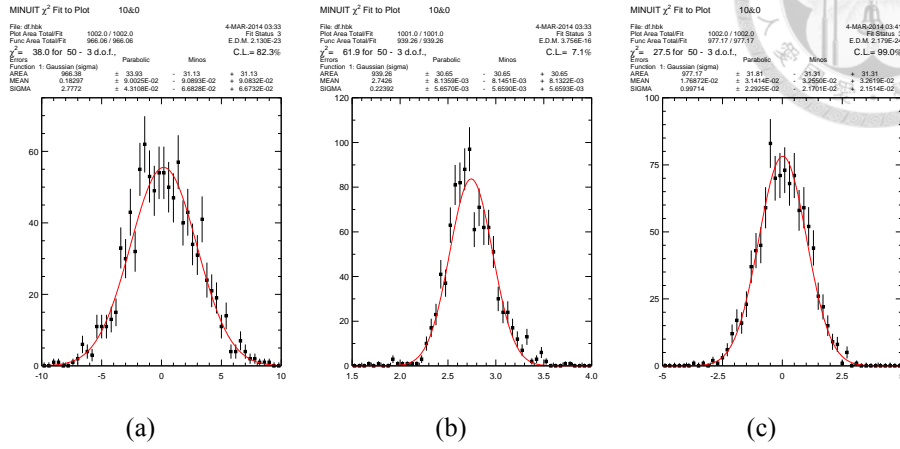 MINUIT χ² Fit to Plot 10&0
File: df.hbk 4-MAR-2014 03:33
Plot Area Total/Fit 1002.0 / 1002.0 Fit Status 3
Func Area Total/Fit 966.06 / 966.06 E.D.M. 2.130E-23
χ²= 38.0 for 50 - 3 d.o.f., C.L.= 82.3%
Errors Parabolic Minos
Function 1: Gaussian (sigma)
AREA 966.38 ± 33.93 - 31.13 + 31.13
MEAN 0.18297 ± 9.0025E-02 - 9.0893E-02 + 9.0832E-02
SIGMA 2.7772 ± 4.3108E-02 - 6.6828E-02 + 6.6732E-02
60
40
20
0
-10 -5 0 5 10
(a)
MINUIT χ² Fit to Plot 10&0
File: df.hbk 4-MAR-2014 03:33
Plot Area Total/Fit 1001.0 / 1001.0 Fit Status 3
Func Area Total/Fit 939.26 / 939.26 E.D.M. 3.756E-16
χ²= 61.9 for 50 - 3 d.o.f., C.L.= 7.1%
Errors Parabolic Minos
Function 1: Gaussian (sigma)
AREA 939.26 ± 30.65 - 30.65 + 30.65
MEAN 2.7426 ± 8.1359E-03 - 8.1451E-03 + 8.1322E-03
SIGMA 0.22392 ± 5.6570E-03 - 5.6590E-03 + 5.6593E-03
120
100
80
60
40
20
0
1.5 2.0 2.5 3.0 3.5 4.0
(b)
MINUIT χ² Fit to Plot 10&0
File: df.hbk 4-MAR-2014 03:41
Plot Area Total/Fit 1002.0 / 1002.0 Fit Status 3
Func Area Total/Fit 977.17 / 977.17 E.D.M. 2.179E-24
χ²= 27.5 for 50 - 3 d.o.f., C.L.= 99.0%
Errors Parabolic Minos
Function 1: Gaussian (sigma)
AREA 977.17 ± 31.81 - 31.31 + 31.31
MEAN 1.76872E-02 ± 3.1414E-02 - 3.2550E-02 + 3.2619E-02
SIGMA 0.99714 ± 2.2925E-02 - 2.1701E-02 + 2.1514E-02
100
75
50
25
0
-5 -2.5 0 2.5
(c)